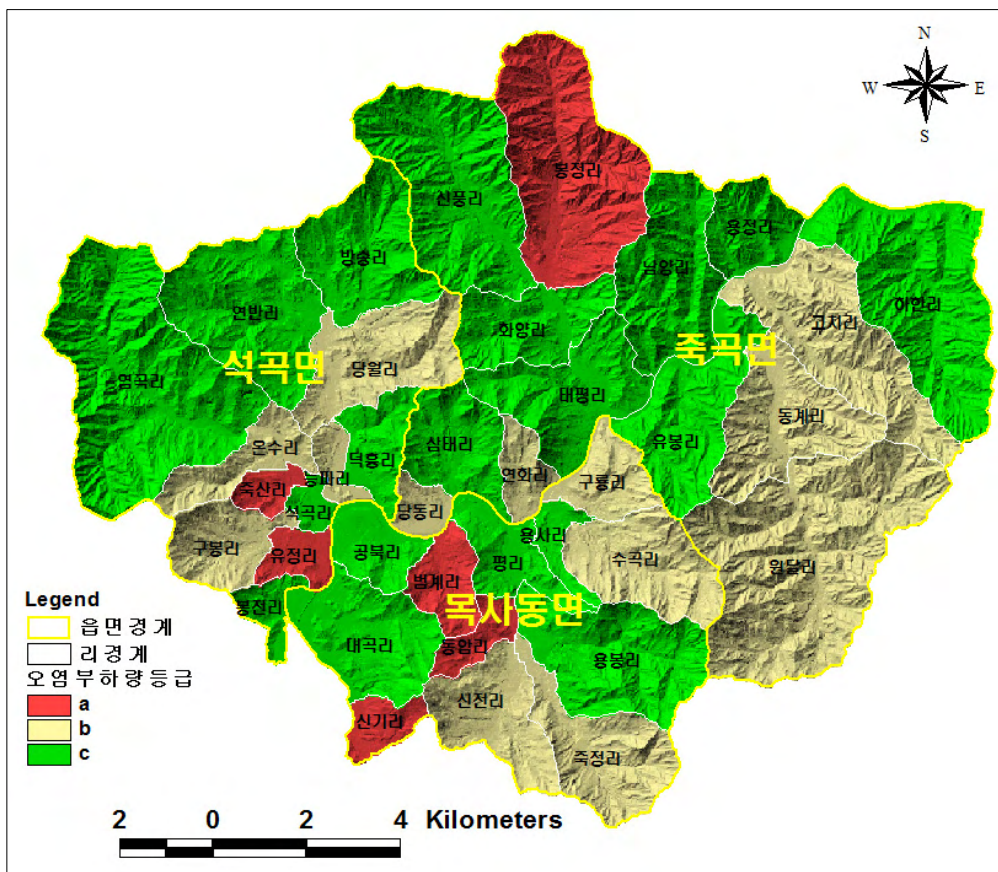 N
W
E
S
봉정리
신풍리
용정리
방송리
남양리
이한리
연반리
고치리
화양리
죽곡면
석곡면
당월리
염곡리
태평리
동계리
유봉리
온수리
삼태리
덕흥리
연화리
구룡리
능파리
죽산리
석곡리
당동리
용사리
구봉리
유정리
공북리
평리
수곡리
원달리
범계리
봉전리
목사동면
대곡리
동암리
용봉리
신전리
신기리
죽정리
Legend
읍면경계
리경계
오염부하량등급
a
b
c
2 0 2 4 Kilometers